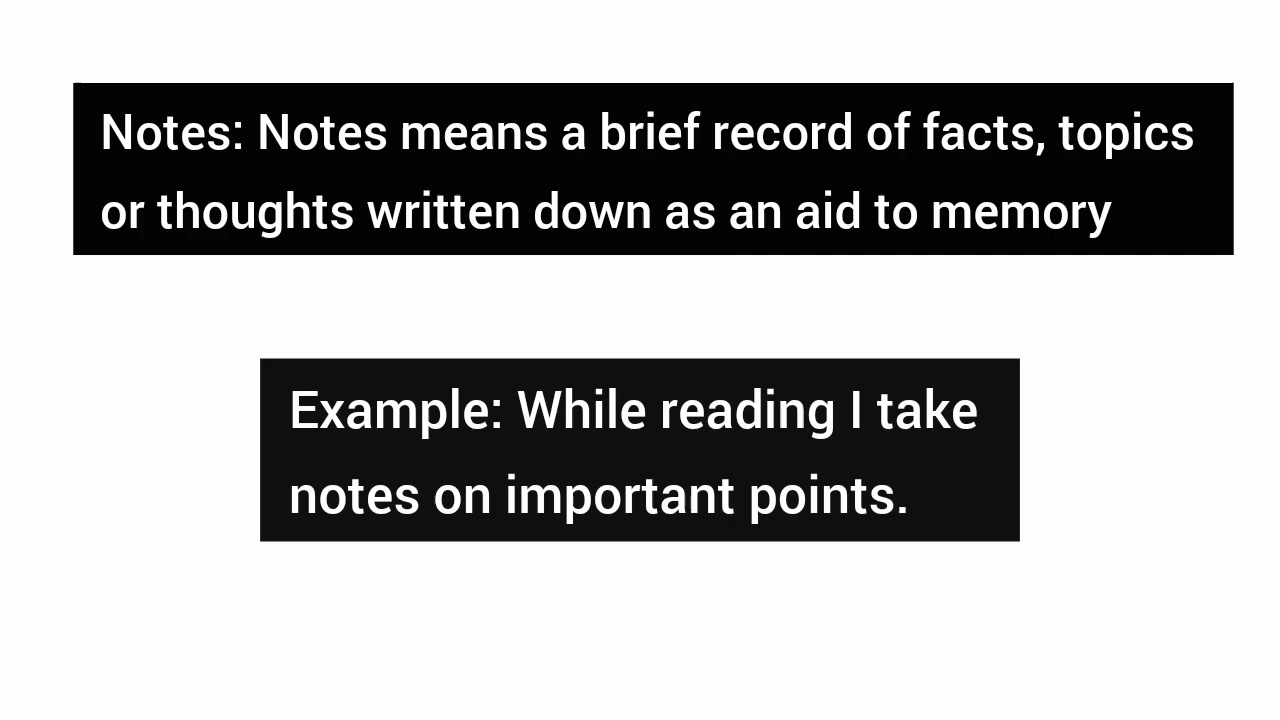 Notes: Notes means a brief record of facts, topics
or thoughts written down as an aid to memory
Example: While reading I take
notes on important points.